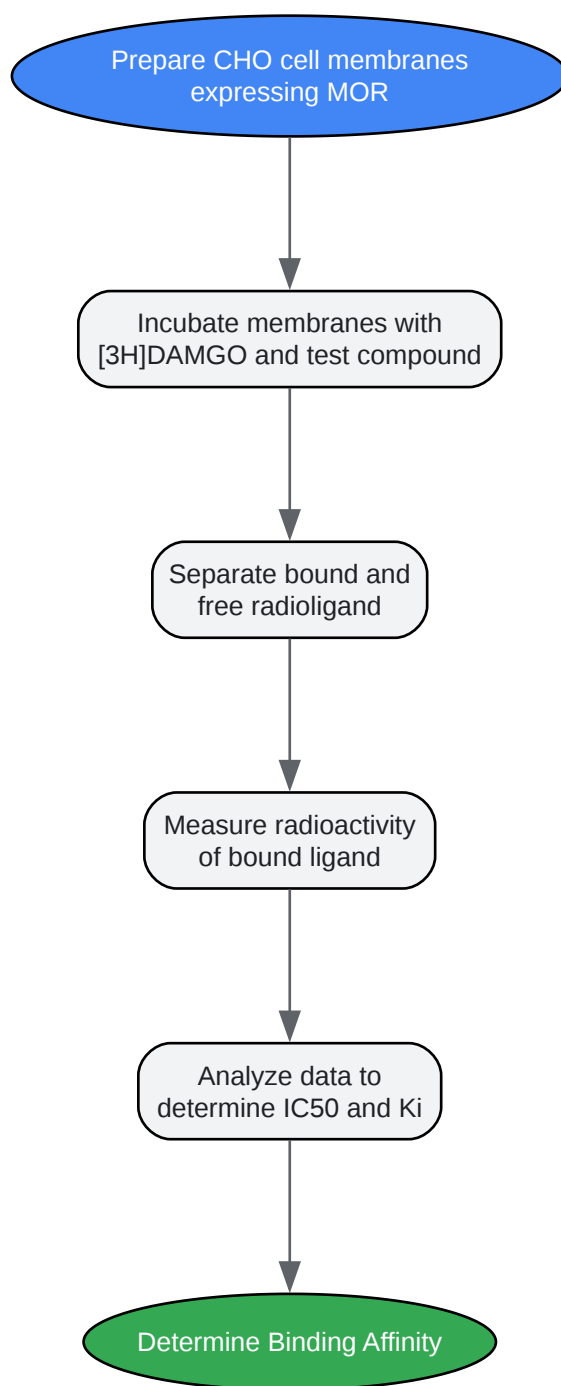 Prepare CHO cell membranes
expressing MOR
Incubate membranes with
[3H]DAMGO and test compound
Separate bound and
free radioligand
Measure radioactivity
of bound ligand
Analyze data to
determine IC50 and Ki
Determine Binding Affinity